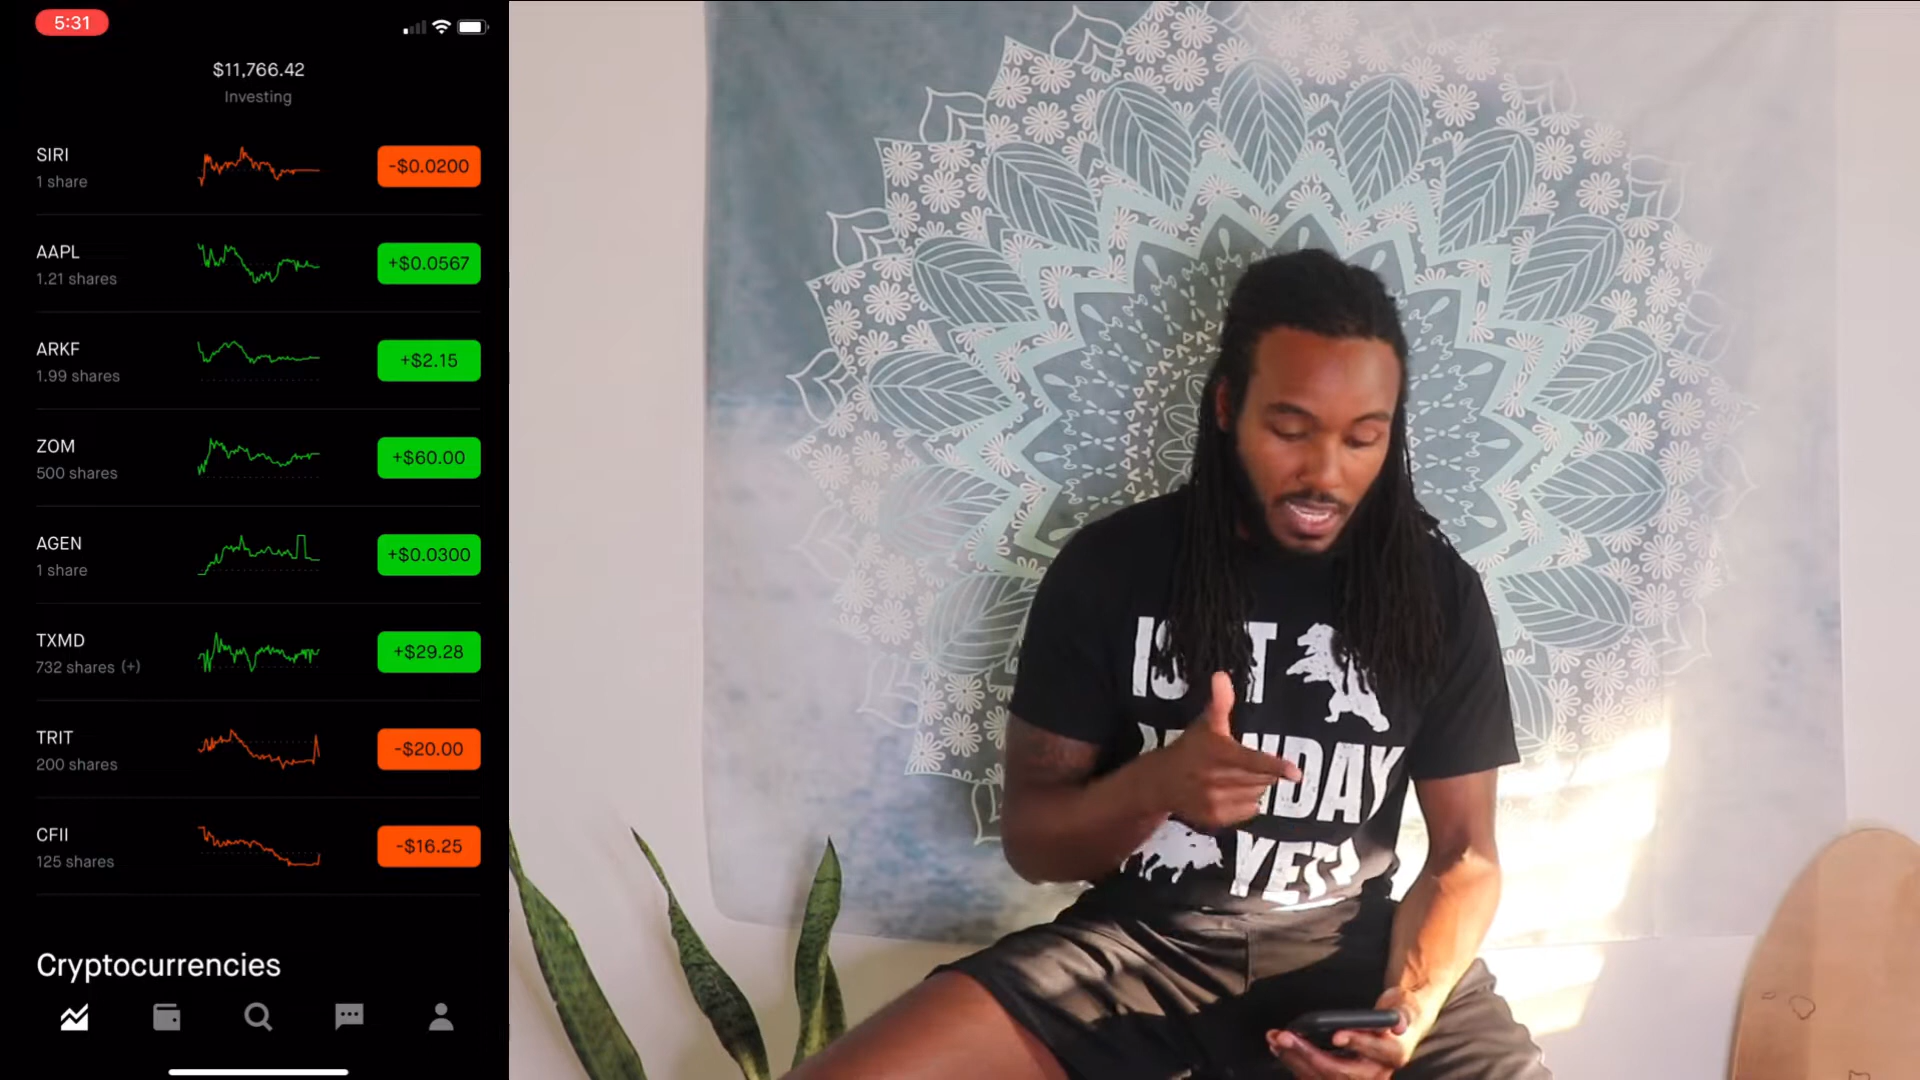 5:31
$11,766.42
Investing
SIRI
1 share
-$0.0200
AAPL
1.21 shares
+$0.0567
ARKF
1.99 shares
+$2.15
ZOM
500 shares
+$60.00
AGEN
1 share
+$0.0300
TXMD
732 shares (+)
+$29.28
TRIT
200 shares
-$20.00
CFII
125 shares
-$16.25
Cryptocurrencies
YET?